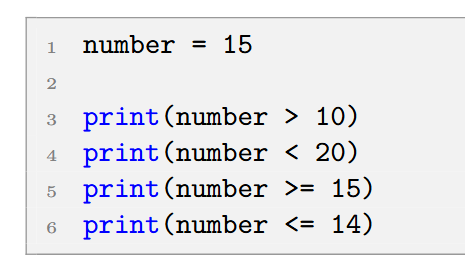 1 number = 15
2
3 print(number > 10)
4 print(number < 20)
5 print(number >= 15)
6 print(number <= 14)